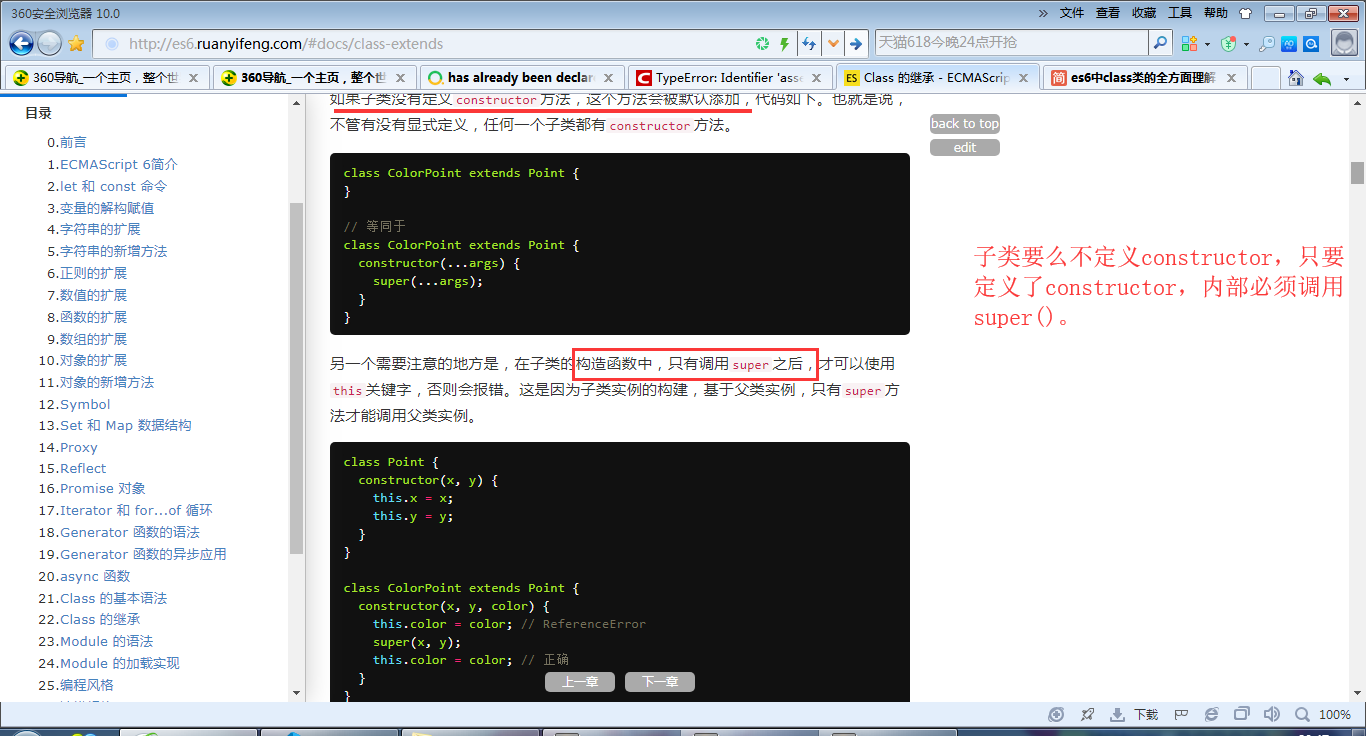 360安全浏览器 10.0
» 文件 查看 收藏 工具 帮助
http://es6.ruanyifeng.com/#docs/class-extends
天猫618今晚24点开抢
360导航_一个主页，整个世
360导航_一个主页，整个世
has already been declar
TypeError: Identifier 'asse
ES Class 的继承 - ECMAScrip
简 es6中class类的全方面理解
目录
0.前言
1.ECMAScript 6简介
2.let 和 const 命令
3.变量的解构赋值
4.字符串的扩展
5.字符串的新增方法
6.正则的扩展
7.数值的扩展
8.函数的扩展
9.数组的扩展
10.对象的扩展
11.对象的新增方法
12.Symbol
13.Set 和 Map 数据结构
14.Proxy
15.Reflect
16.Promise 对象
17.Iterator 和 for...of 循环
18.Generator 函数的语法
19.Generator 函数的异步应用
20.async 函数
21.Class 的基本语法
22.Class 的继承
23.Module 的语法
24.Module 的加载实现
25.编程风格
如果子类没有定义constructor方法，这个方法会被默认添加，代码如下。也就是说，
不管有没有显式定义，任何一个子类都有constructor方法。
class ColorPoint extends Point {
}
// 等同于
class ColorPoint extends Point {
constructor(...args) {
super(...args);
}
}
另一个需要注意的地方是，在子类的构造函数中，只有调用super之后，才可以使用
this关键字，否则会报错。这是因为子类实例的构建，基于父类实例，只有super方
法才能调用父类实例。
class Point {
constructor(x, y) {
this.x = x;
this.y = y;
}
}
class ColorPoint extends Point {
constructor(x, y, color) {
this.color = color; // ReferenceError
super(x, y);
this.color = color; // 正确
}
}
上一章 下一章
back to top
edit
子类要么不定义constructor，只要
定义了constructor，内部必须调用
super()。
下载
100%